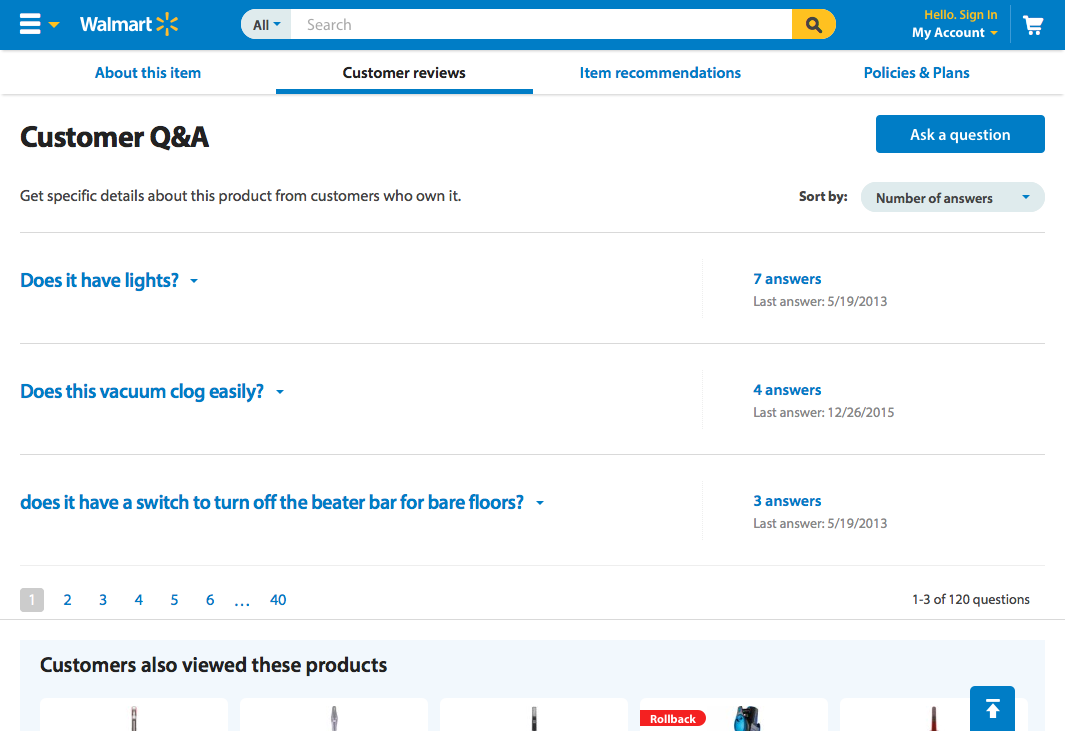 Walmart
All
Search
Hello. Sign In
My Account
About this item
Customer reviews
Item recommendations
Policies & Plans
Customer Q&A
Ask a question
Get specific details about this product from customers who own it.
Sort by:
Number of answers
Does it have lights?
7 answers
Last answer: 5/19/2013
Does this vacuum clog easily?
4 answers
Last answer: 12/26/2015
does it have a switch to turn off the beater bar for bare floors?
3 answers
Last answer: 5/19/2013
1 2 3 4 5 6 ... 40
1-3 of 120 questions
Customers also viewed these products
Rollback